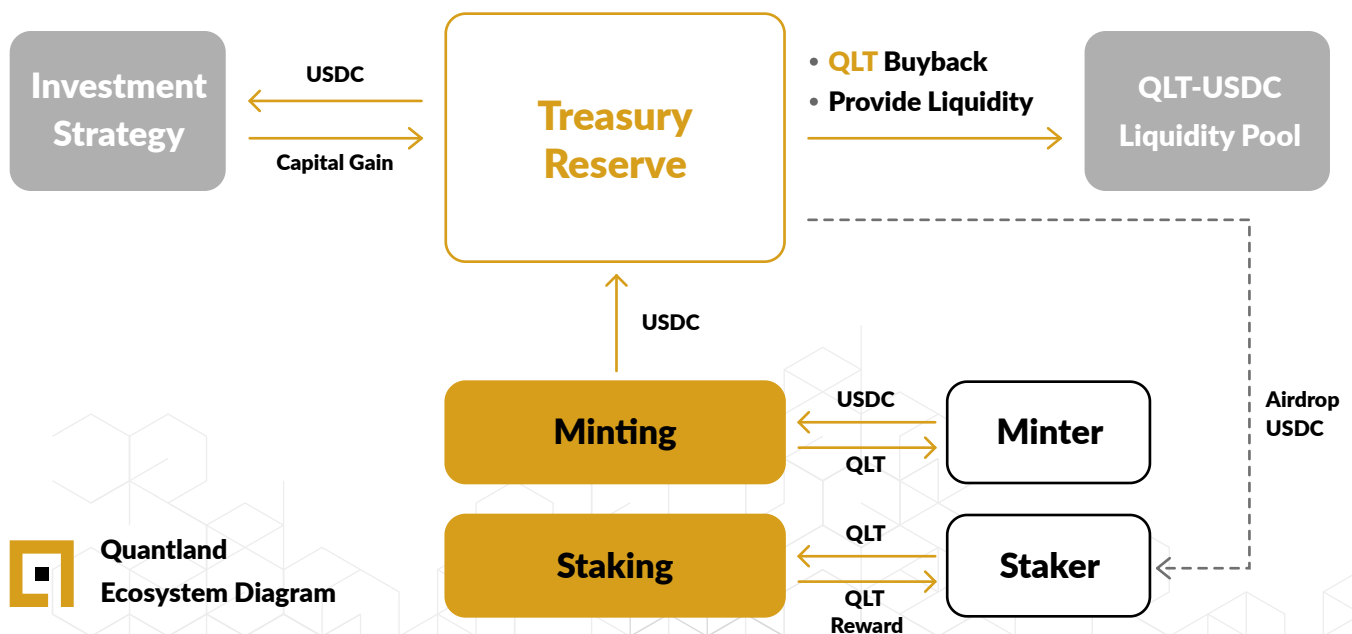 Investment
Strategy
USDC
Capital Gain
Treasury
Reserve
• QLT Buyback
• Provide Liquidity
QLT-USDC
Liquidity Pool
USDC
Airdrop
USDC
Minting
USDC
QLT
Minter
Staking
QLT
QLT
Reward
Staker
Quantland
Ecosystem Diagram